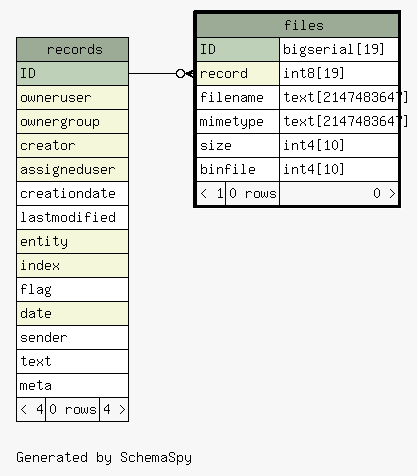 records
ID
owneruser
ownergroup
creator
assigneduser
creationdate
lastmodified
entity
index
flag
date
sender
text
meta
< 4 0 rows 4 >
files
ID bigserial[19]
record int8[19]
filename text[2147483647]
mimetype text[2147483647]
size int4[10]
binfile int4[10]
< 1 0 rows 0 >
Generated by SchemaSpy